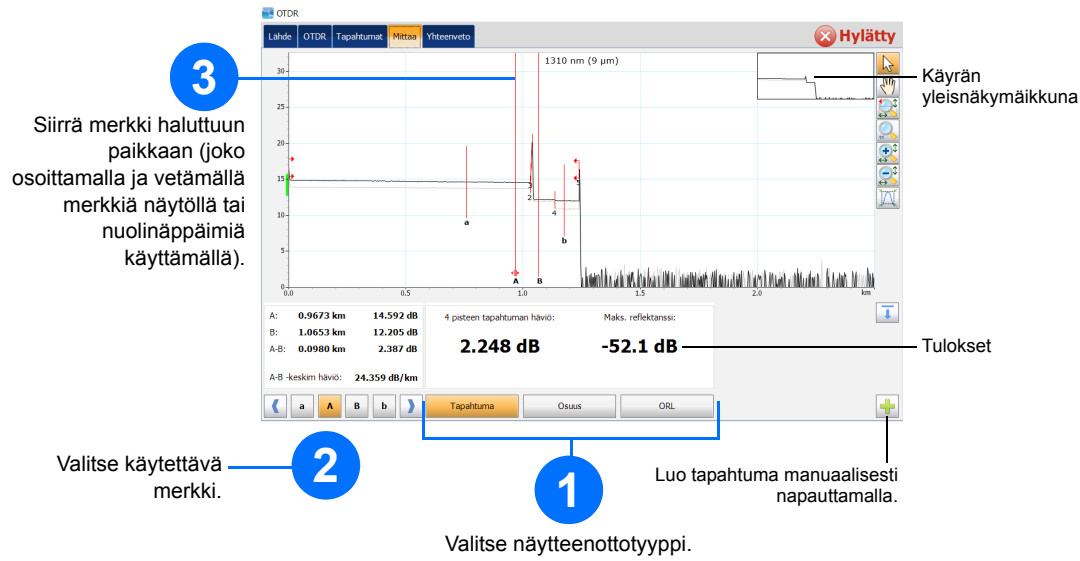 OTDR
Lähde OTDR Tapahtumat Mittaa Yhteenveto
Hylätty
1310 nm (9 µm)
30
25
20
15
10
5
0
0.0 0.5 1.0 1.5 2.0 km
a
A
B
b
2
3
4
5
3
Siirrä merkki haluttuun
paikkaan (joko
osoittamalla ja vetämällä
merkkiä näytöllä tai
nuolinäppäimiä
käyttämällä).
Käyrän
yleisnäkymäikkuna
A: 0.9673 km 14.592 dB
B: 1.0653 km 12.205 dB
A-B: 0.0980 km 2.387 dB
A-B -keskim häviö: 24.359 dB/km
4 pisteen tapahtuman häviö:
2.248 dB
Maks. reflektanssi:
-52.1 dB
Tulokset
a A B b
Tapahtuma Osuus ORL
2
Valitse käytettävä
merkki.
1
Valitse näytteenottotyyppi.
Luo tapahtuma manuaalisesti
napauttamalla.